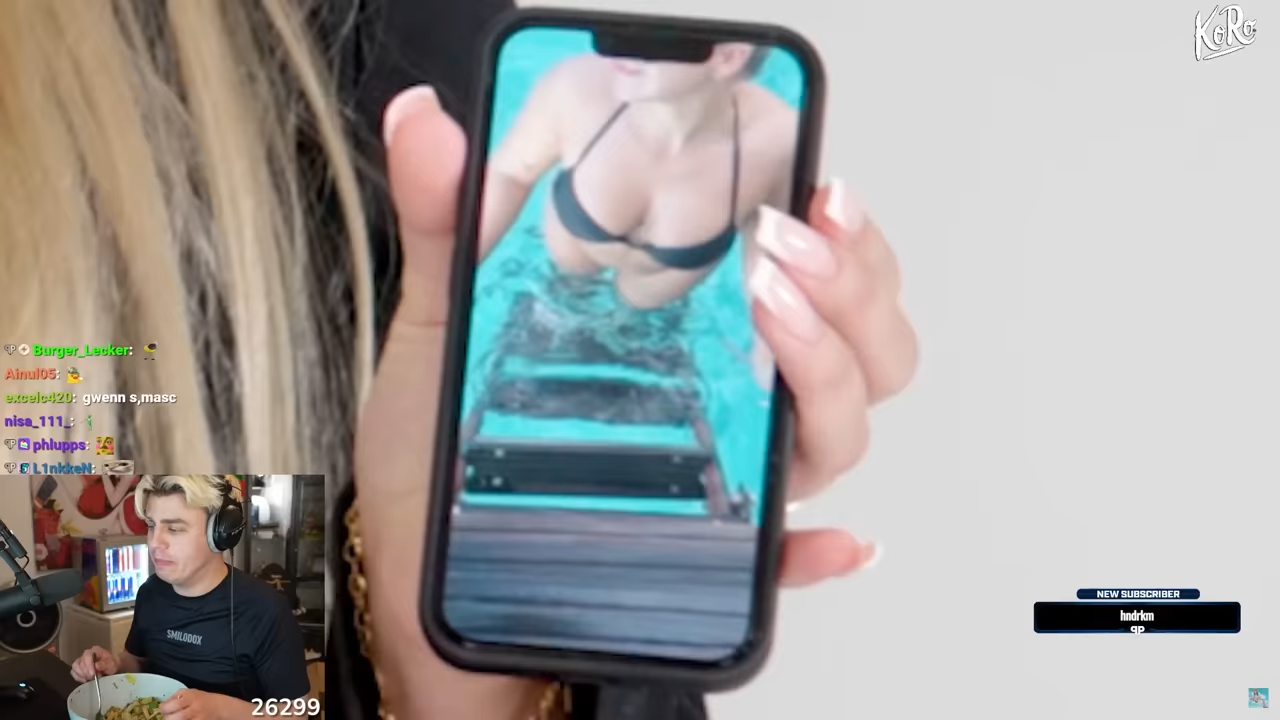 KoRo
Burger_Lecker:
Ainul05:
excelc420: gwenn s,masc
nisa_111_:
phlupps:
L1nkkeN:
SMILODOX
26299
NEW SUBSCRIBER
hndrkm